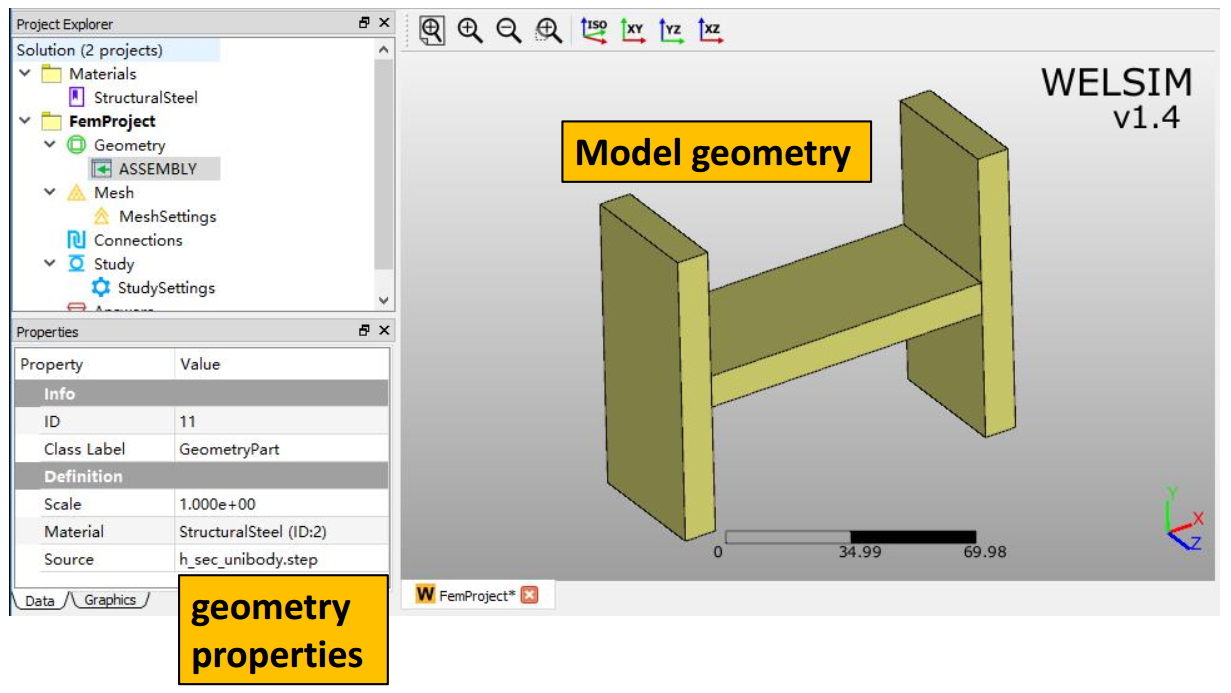 Project Explorer
Solution (2 projects)
Materials
StructuralSteel
FemProject
Geometry
ASSEMBLY
Mesh
MeshSettings
Connections
Study
StudySettings
Properties
Property Value
Info
ID 11
Class Label GeometryPart
Definition
Scale 1.000e+00
Material StructuralSteel (ID:2)
Source h_sec_unibody.step
Data Graphics
geometry
properties
ISO XY YZ XZ
WELSIM
v1.4
Model geometry
0 34.99 69.98
Y
X
Z
W FemProject*